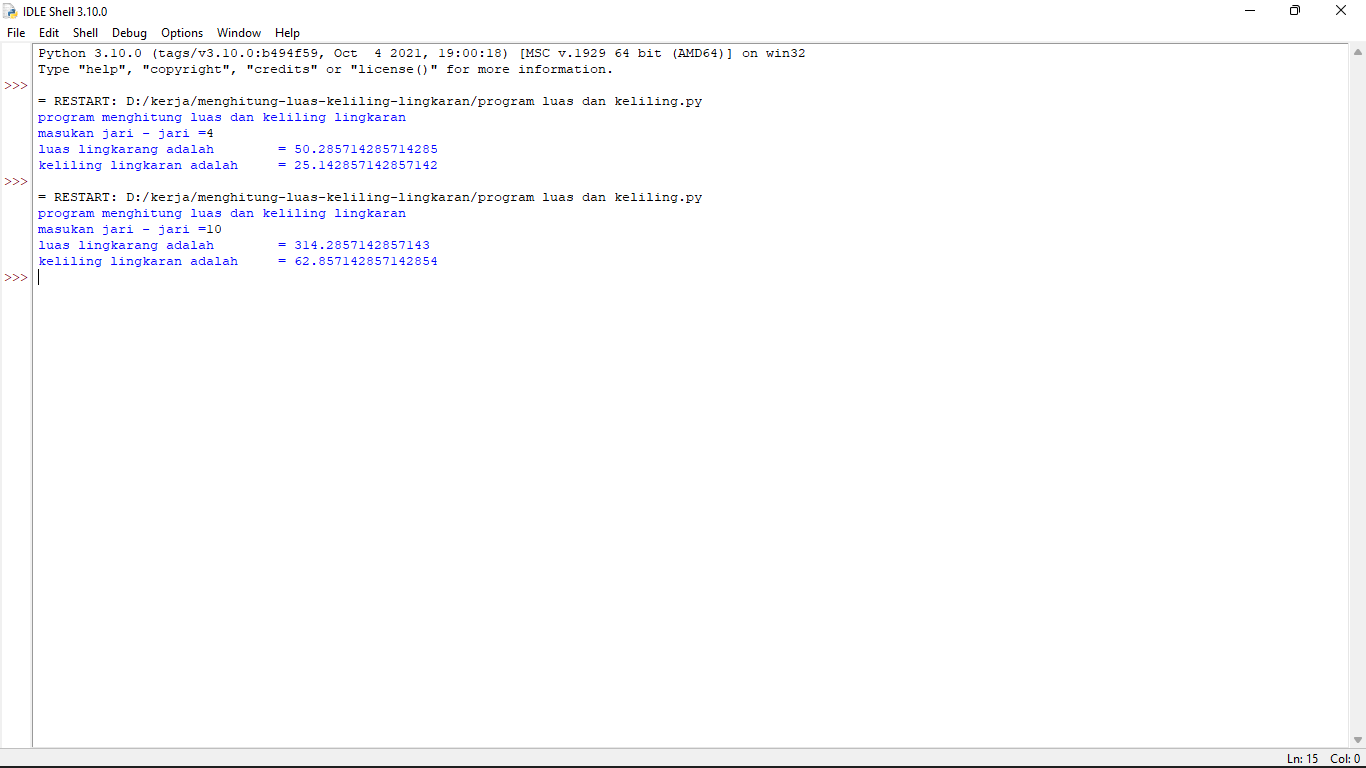 IDLE Shell 3.10.0
File Edit Shell Debug Options Window Help
Python 3.10.0 (tags/v3.10.0:b494f59, Oct  4 2021, 19:00:18) [MSC v.1929 64 bit (AMD64)] on win32
Type "help", "copyright", "credits" or "license()" for more information.
>>>
= RESTART: D:/kerja/menghitung-luas-keliling-lingkaran/program luas dan keliling.py
program menghitung luas dan keliling lingkaran
masukan jari - jari =4
luas lingkarang adalah        = 50.285714285714285
keliling lingkaran adalah     = 25.142857142857142
>>>
= RESTART: D:/kerja/menghitung-luas-keliling-lingkaran/program luas dan keliling.py
program menghitung luas dan keliling lingkaran
masukan jari - jari =10
luas lingkarang adalah        = 314.2857142857143
keliling lingkaran adalah     = 62.857142857142854
>>>
Ln: 15 Col: 0